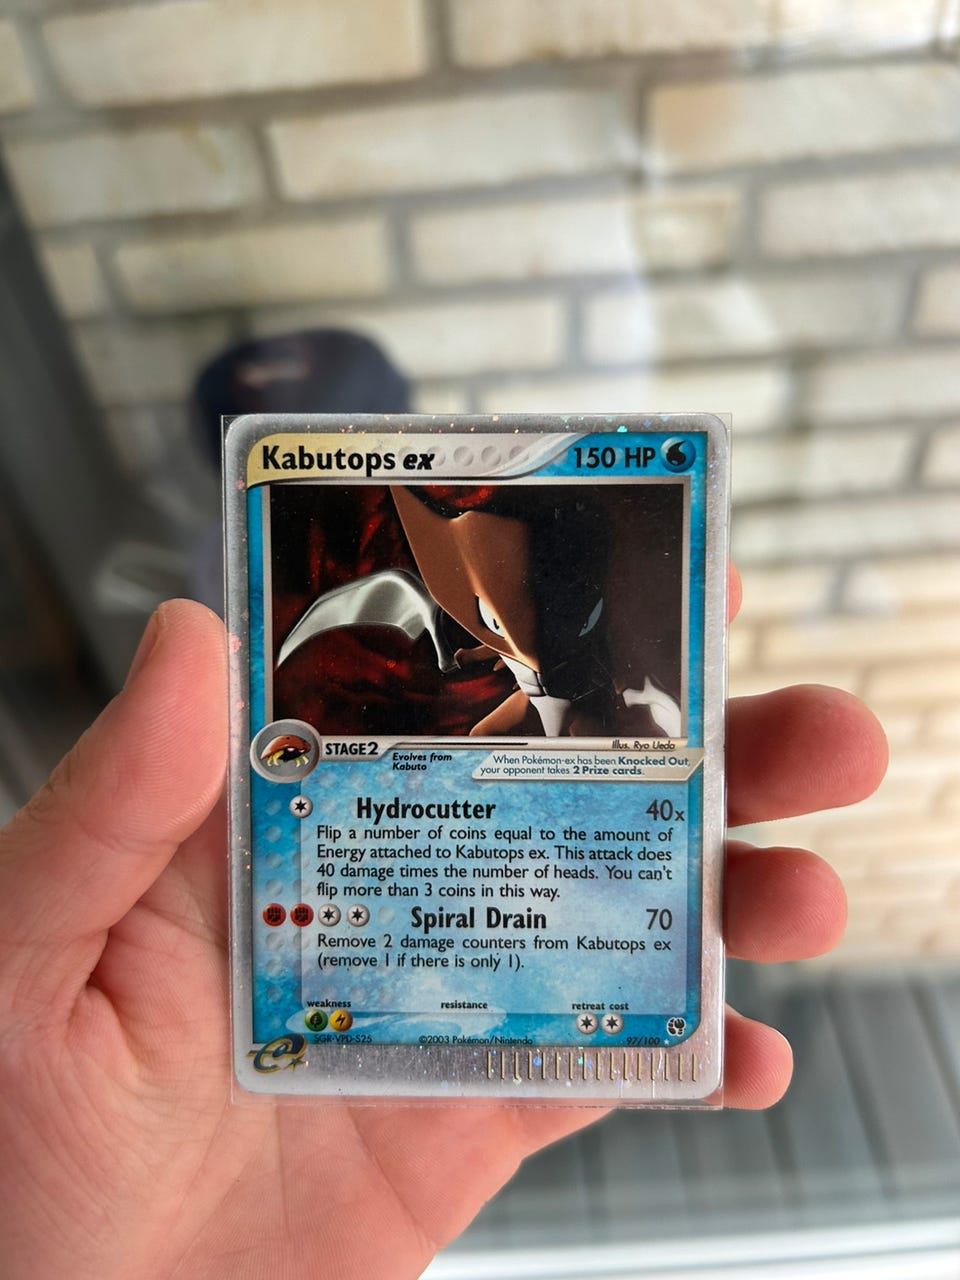 Kabutops ex 150 HP
Illus. Ryo Ueda
STAGE2
Evolves from
Kabuto
When Pokémon-ex has been Knocked Out,
your opponent takes 2 Prize cards.
Hydrocutter 40x
Flip a number of coins equal to the amount of
Energy attached to Kabutops ex. This attack does
40 damage times the number of heads. You can't
flip more than 3 coins in this way.
Spiral Drain 70
Remove 2 damage counters from Kabutops ex
(remove 1 if there is only 1).
weakness resistance retreat cost
SGR-VPD-S25 ©2003 Pokémon/Nintendo 97/100
e